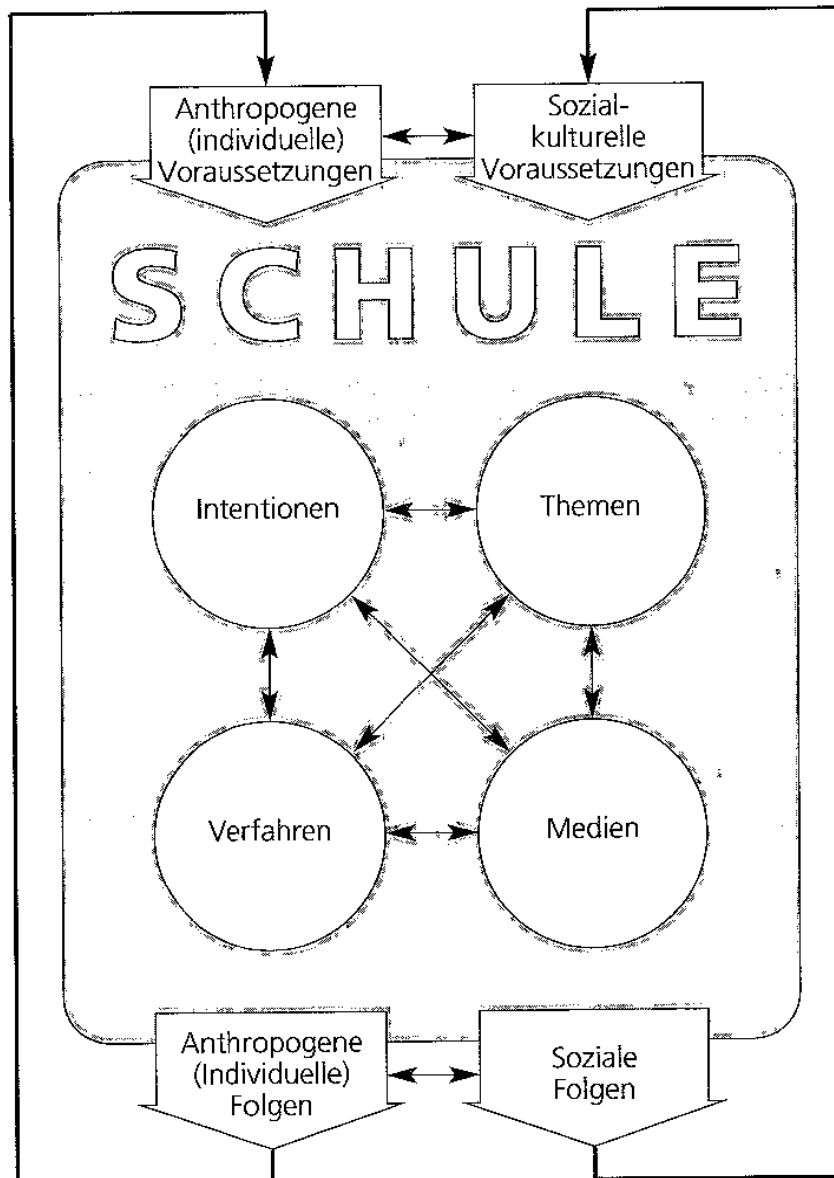 Anthropogene
(individuelle)
Voraussetzungen
Sozial-
kulturelle
Voraussetzungen
SCHULE
Intentionen
Themen
Verfahren
Medien
Anthropogene
(Individuelle)
Folgen
Soziale
Folgen